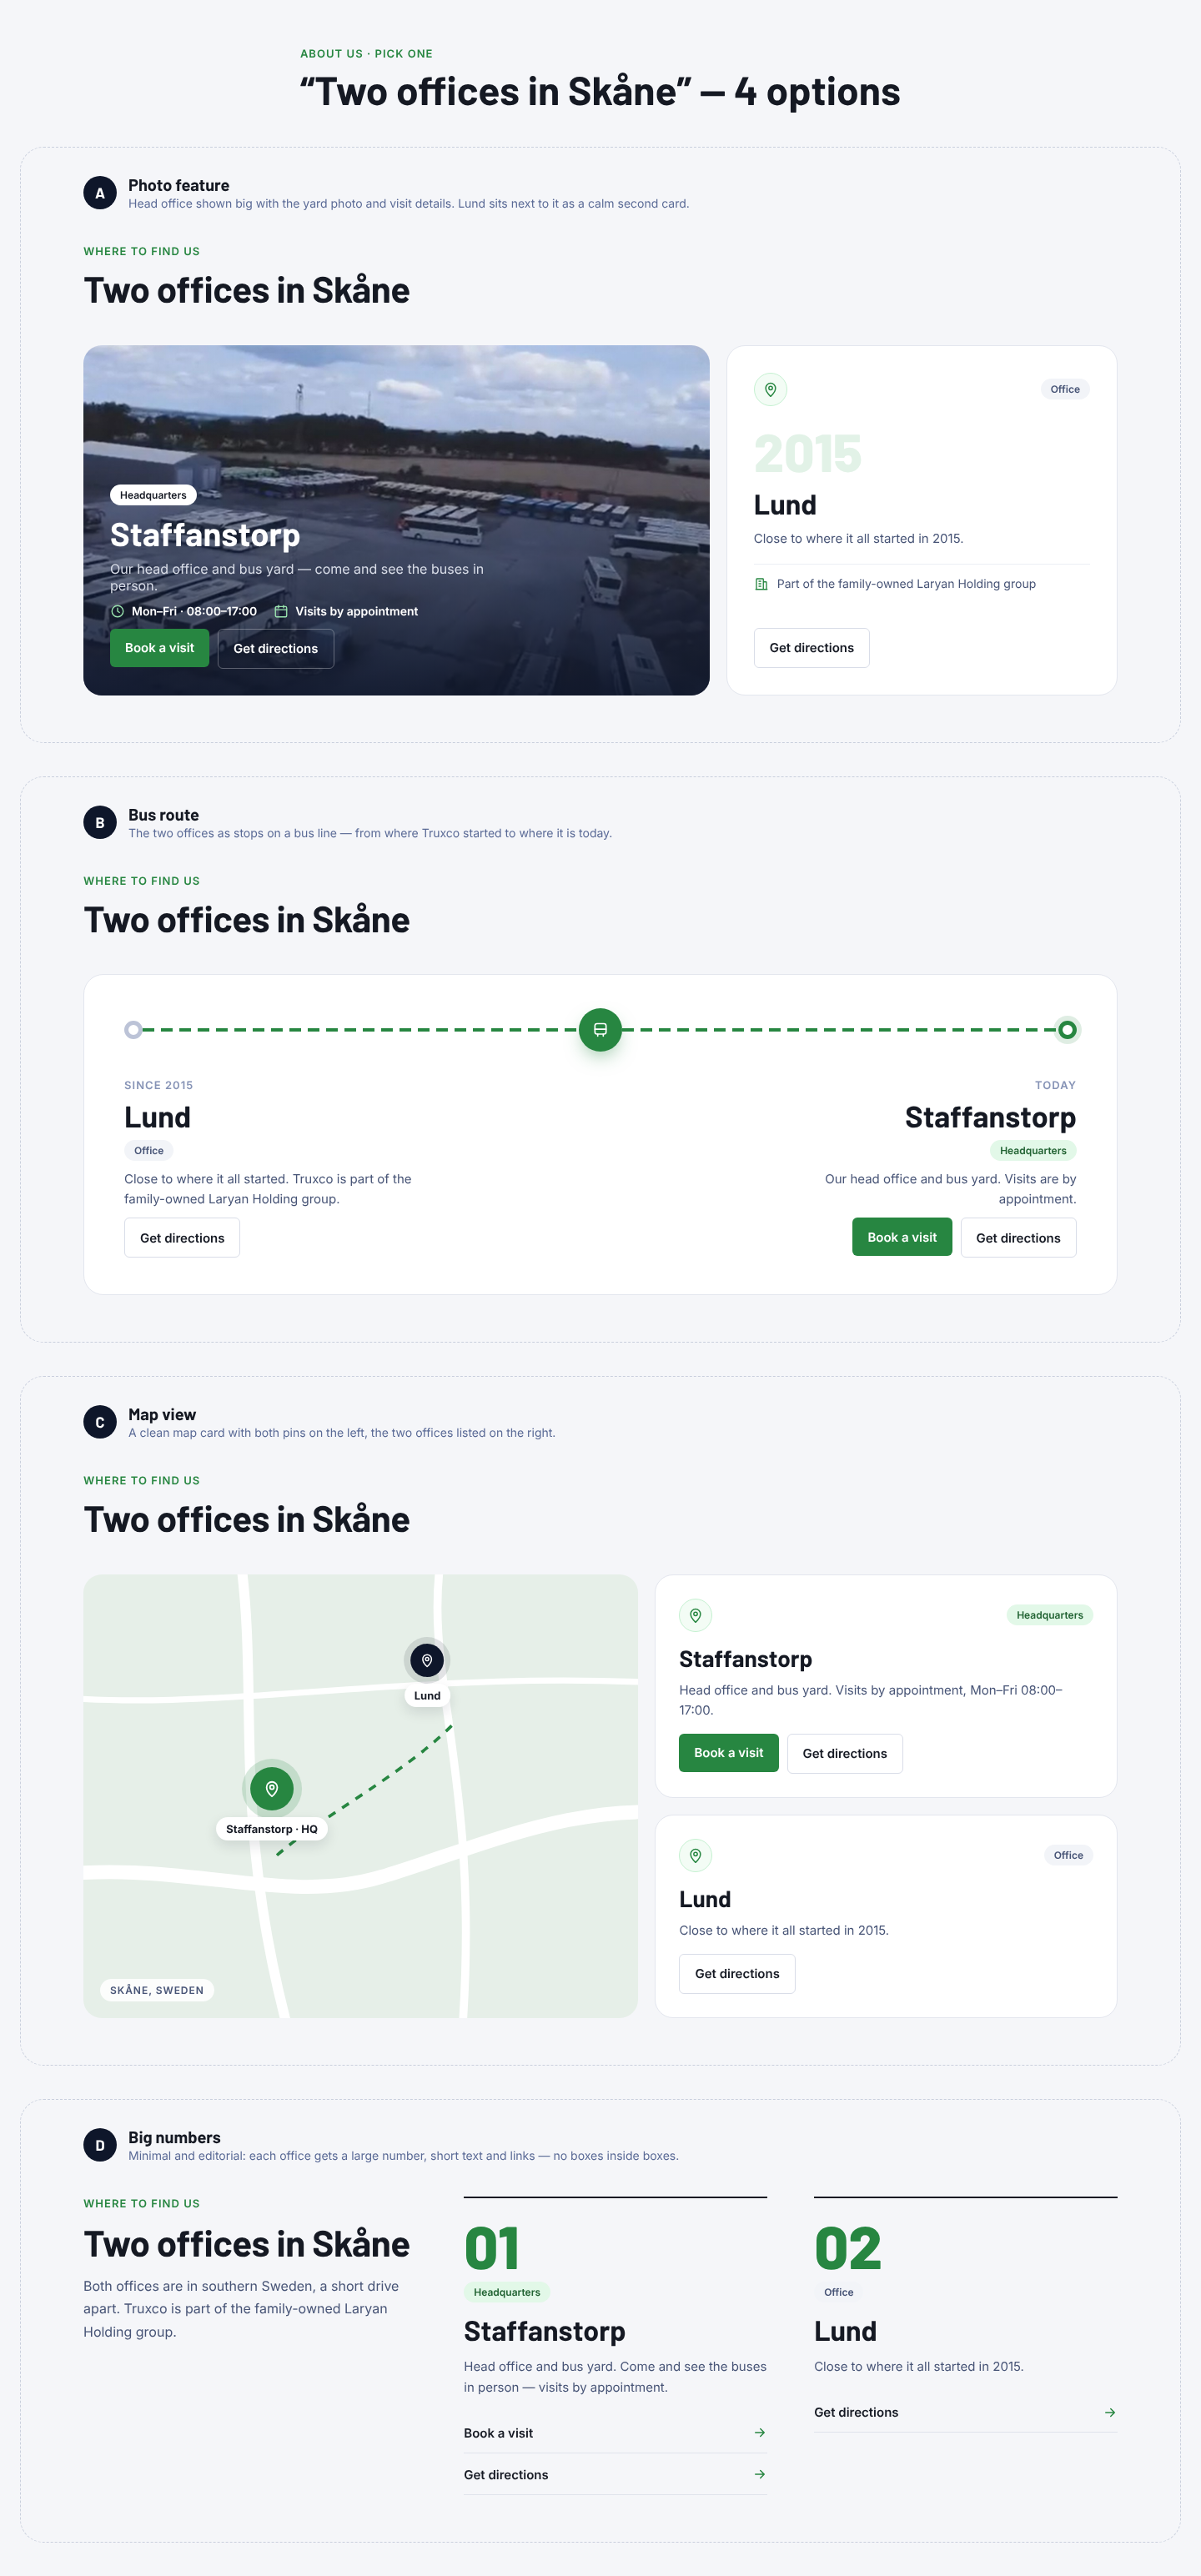 ABOUT US · PICK ONE
“Two offices in Skåne” — 4 options
A
Photo feature
Head office shown big with the yard photo and visit details. Lund sits next to it as a calm second card.
WHERE TO FIND US
Two offices in Skåne
Headquarters
Staffanstorp
Our head office and bus yard — come and see the buses in
person.
Mon–Fri · 08:00–17:00
Visits by appointment
Book a visit
Get directions
Office
2015
Lund
Close to where it all started in 2015.
Part of the family-owned Laryan Holding group
Get directions
B
Bus route
The two offices as stops on a bus line — from where Truxco started to where it is today.
WHERE TO FIND US
Two offices in Skåne
SINCE 2015
Lund
Office
Close to where it all started. Truxco is part of the
family-owned Laryan Holding group.
Get directions
TODAY
Staffanstorp
Headquarters
Our head office and bus yard. Visits are by
appointment.
Book a visit
Get directions
C
Map view
A clean map card with both pins on the left, the two offices listed on the right.
WHERE TO FIND US
Two offices in Skåne
Lund
Staffanstorp · HQ
SKÅNE, SWEDEN
Headquarters
Staffanstorp
Head office and bus yard. Visits by appointment, Mon–Fri 08:00–
17:00.
Book a visit
Get directions
Office
Lund
Close to where it all started in 2015.
Get directions
D
Big numbers
Minimal and editorial: each office gets a large number, short text and links — no boxes inside boxes.
WHERE TO FIND US
Two offices in Skåne
Both offices are in southern Sweden, a short drive
apart. Truxco is part of the family-owned Laryan
Holding group.
01
Headquarters
Staffanstorp
Head office and bus yard. Come and see the buses
in person — visits by appointment.
Book a visit
Get directions
02
Office
Lund
Close to where it all started in 2015.
Get directions